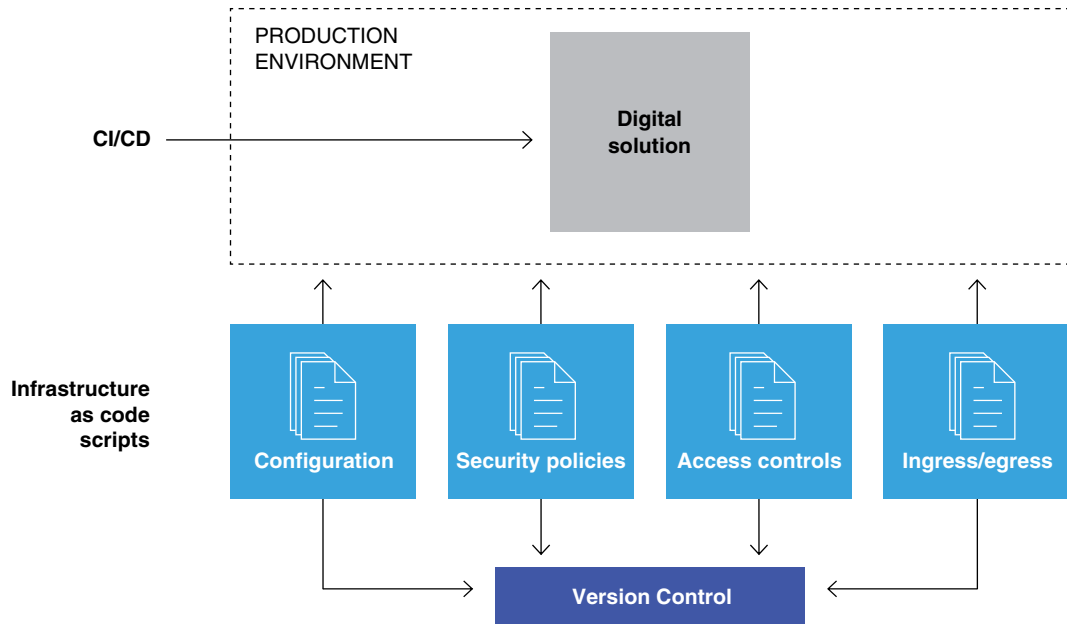 PRODUCTION
ENVIRONMENT
Digital
solution
CI/CD
Infrastructure
as code
scripts
Configuration
Security policies
Access controls
Ingress/egress
Version Control